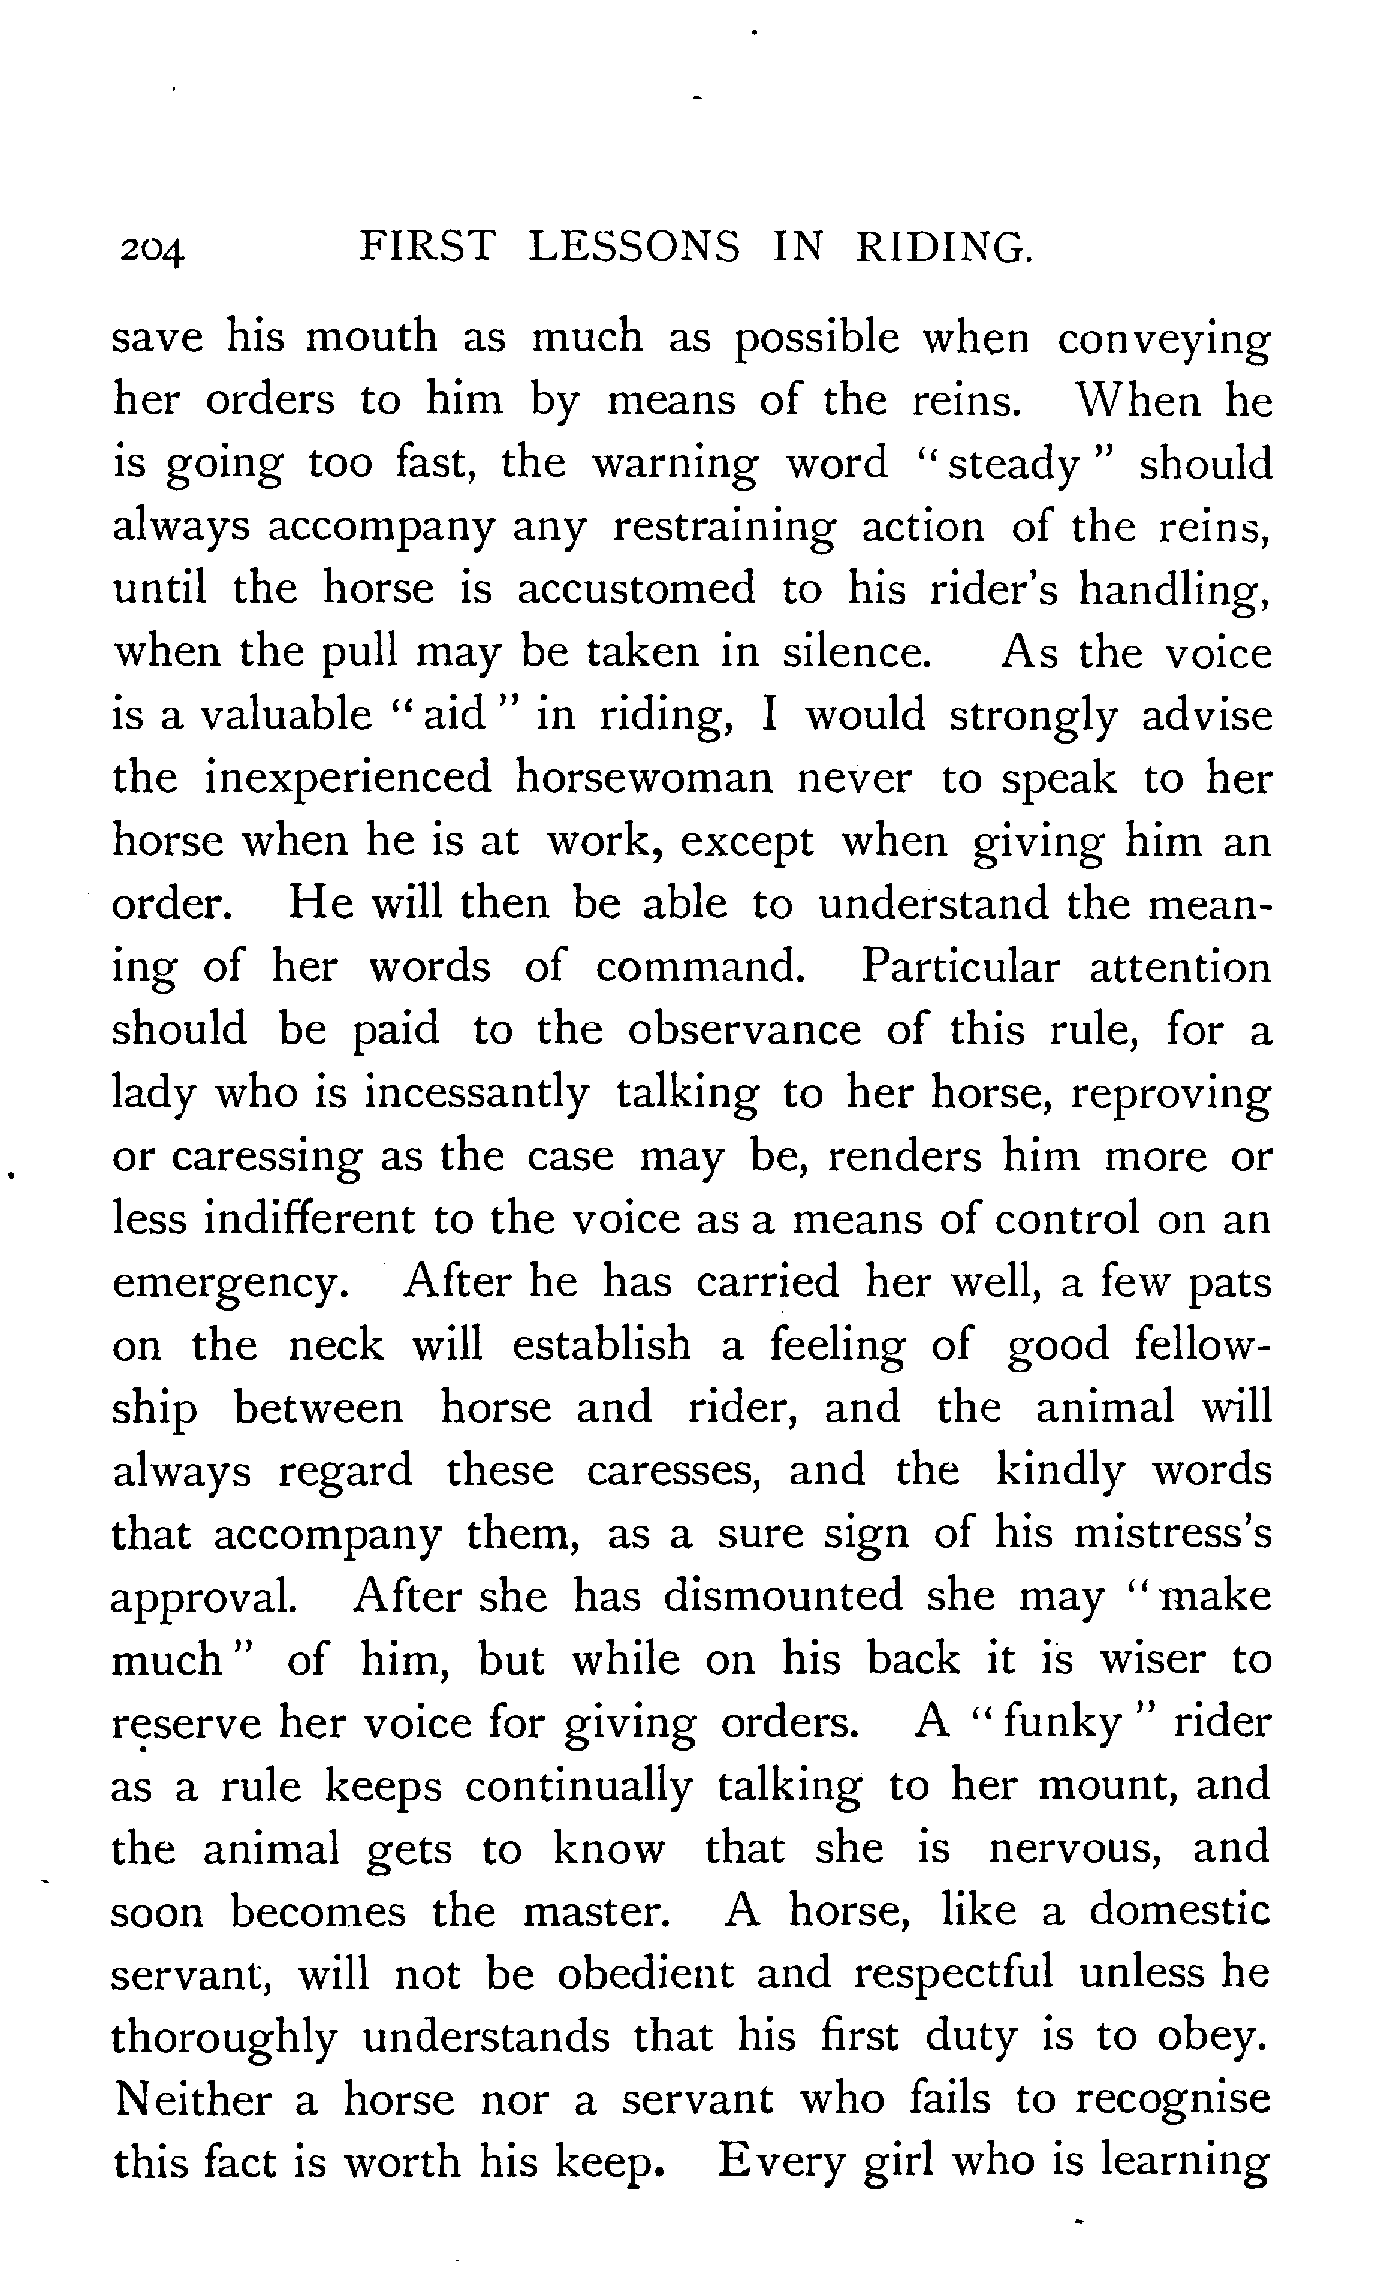 204 FIRST LESSONS IN RIDING.
save his mouth as much as possible when conveying
her orders to him by means of the reins. When he
is going too fast, the warning word “steady” should
always accompany any restraining action of the reins,
until the horse is accustomed to his rider's handling,
when the pull may be taken in silence. As the voice
is a valuable “aid” in riding, I would strongly advise
the inexperienced horsewoman never to speak to her
horse when he is at work, except when giving him an
order. He will then be able to understand the mean-
ing of her words of command. Particular attention
should be paid to the observance of this rule, for a
lady who is incessantly talking to her horse, reproving
or caressing as the case may be, renders him more or
less indifferent to the voice as a means of control on an
emergency. After he has carried her well, a few pats
on the neck will establish a feeling of good fellow-
ship between horse and rider, and the animal will
always regard these caresses, and the kindly words
that accompany them, as a sure sign of his mistress's
approval. After she has dismounted she may “make
much” of him, but while on his back it is wiser to
reserve her voice for giving orders. A “funky” rider
as a rule keeps continually talking to her mount, and
the animal gets to know that she is nervous, and
soon becomes the master. A horse, like a domestic
servant, will not be obedient and respectful unless he
thoroughly understands that his first duty is to obey.
Neither a horse nor a servant who fails to recognise
this fact is worth his keep. Every girl who is learning